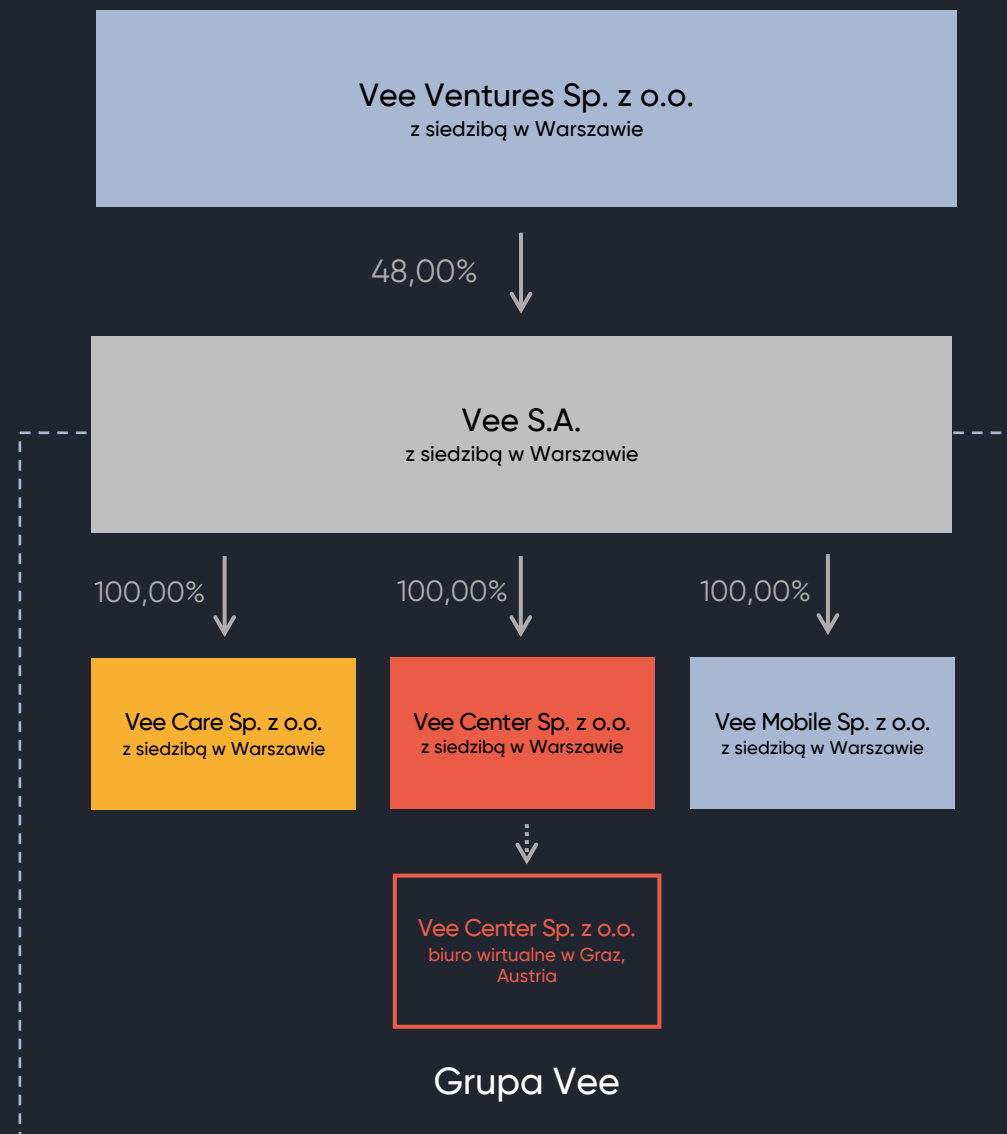 Vee Ventures Sp. z o.o.
z siedzibą w Warszawie
48,00%
Vee S.A.
z siedzibą w Warszawie
100,00%
100,00%
100,00%
Vee Care Sp. z o.o.
z siedzibą w Warszawie
Vee Center Sp. z o.o.
z siedzibą w Warszawie
Vee Mobile Sp. z o.o.
z siedzibą w Warszawie
Vee Center Sp. z o.o.
biuro wirtualne w Graz,
Austria
Grupa Vee